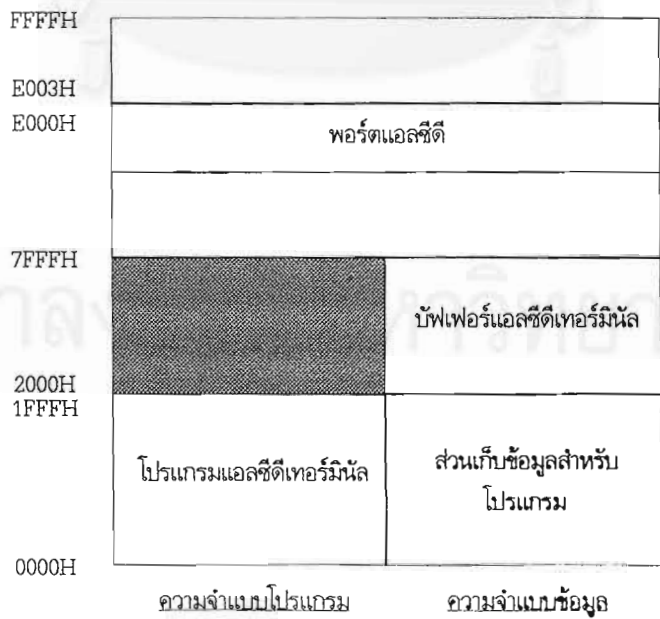 FFFFH
E003H
E000H
พอร์ตแอลซีดี
7FFFH
บัฟเฟอร์แอลซีดีเทอร์มินัล
2000H
1FFFH
โปรแกรมแอลซีดีเทอร์มินัล
ส่วนเก็บข้อมูลสำหรับ
โปรแกรม
0000H
ความจำแบบโปรแกรม
ความจำแบบข้อมูล